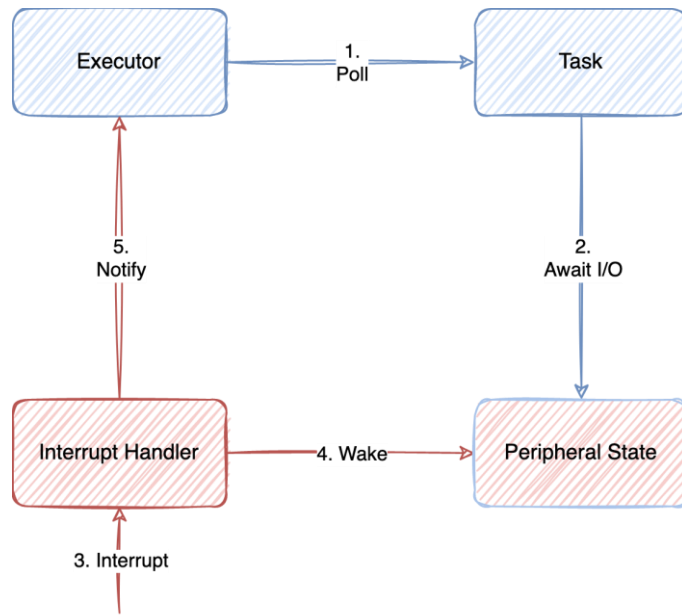 Executor
1.
Poll
Task
5.
Notify
2.
Await I/O
Interrupt Handler
4. Wake
Peripheral State
3. Interrupt